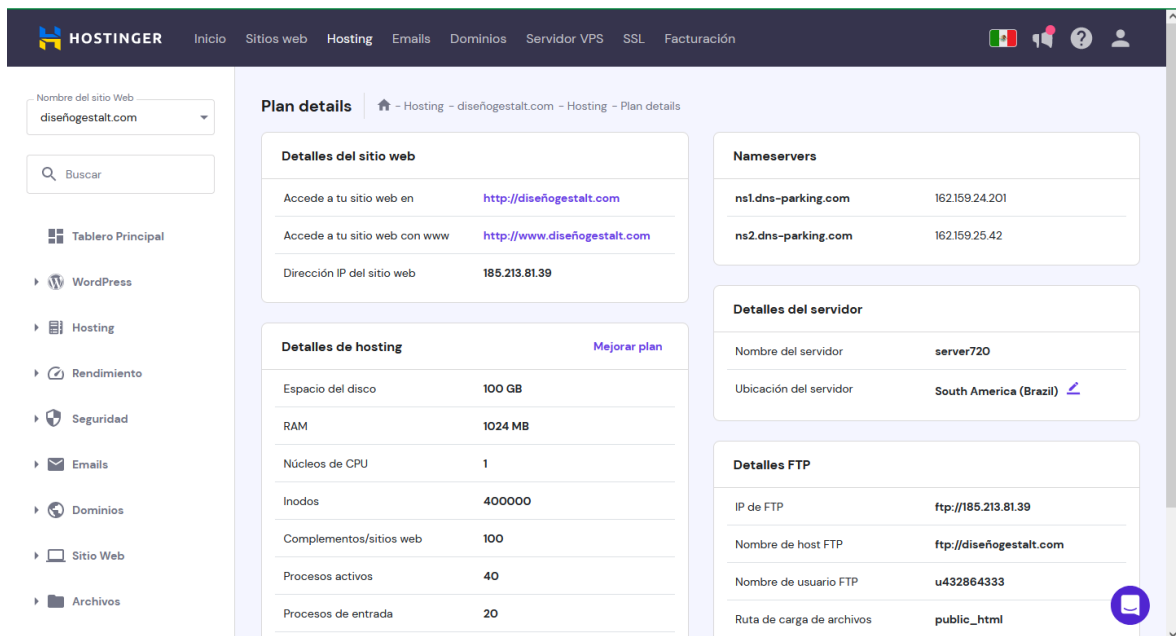 HOSTINGER Inicio Sitios web Hosting Emails Dominios Servidor VPS SSL Facturación
Nombre del sitio Web
diseñogestalt.com
Buscar
Tablero Principal
WordPress
Hosting
Rendimiento
Seguridad
Emails
Dominios
Sitio Web
Archivos
Plan details - Hosting - diseñogestalt.com - Hosting - Plan details
Detalles del sitio web
Accede a tu sitio web en http://diseñogestalt.com
Accede a tu sitio web con www http://www.diseñogestalt.com
Dirección IP del sitio web 185.213.81.39
Detalles de hosting Mejorar plan
Espacio del disco 100 GB
RAM 1024 MB
Núcleos de CPU 1
Inodos 400000
Complementos/sitios web 100
Procesos activos 40
Procesos de entrada 20
Nameservers
ns1.dns-parking.com 162.159.24.201
ns2.dns-parking.com 162.159.25.42
Detalles del servidor
Nombre del servidor server720
Ubicación del servidor South America (Brazil)
Detalles FTP
IP de FTP ftp://185.213.81.39
Nombre de host FTP ftp://diseñogestalt.com
Nombre de usuario FTP u432864333
Ruta de carga de archivos public_html